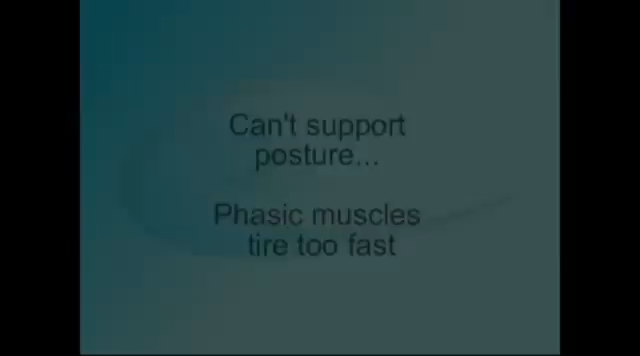 Can't support
posture...
Phasic muscles
tire too fast